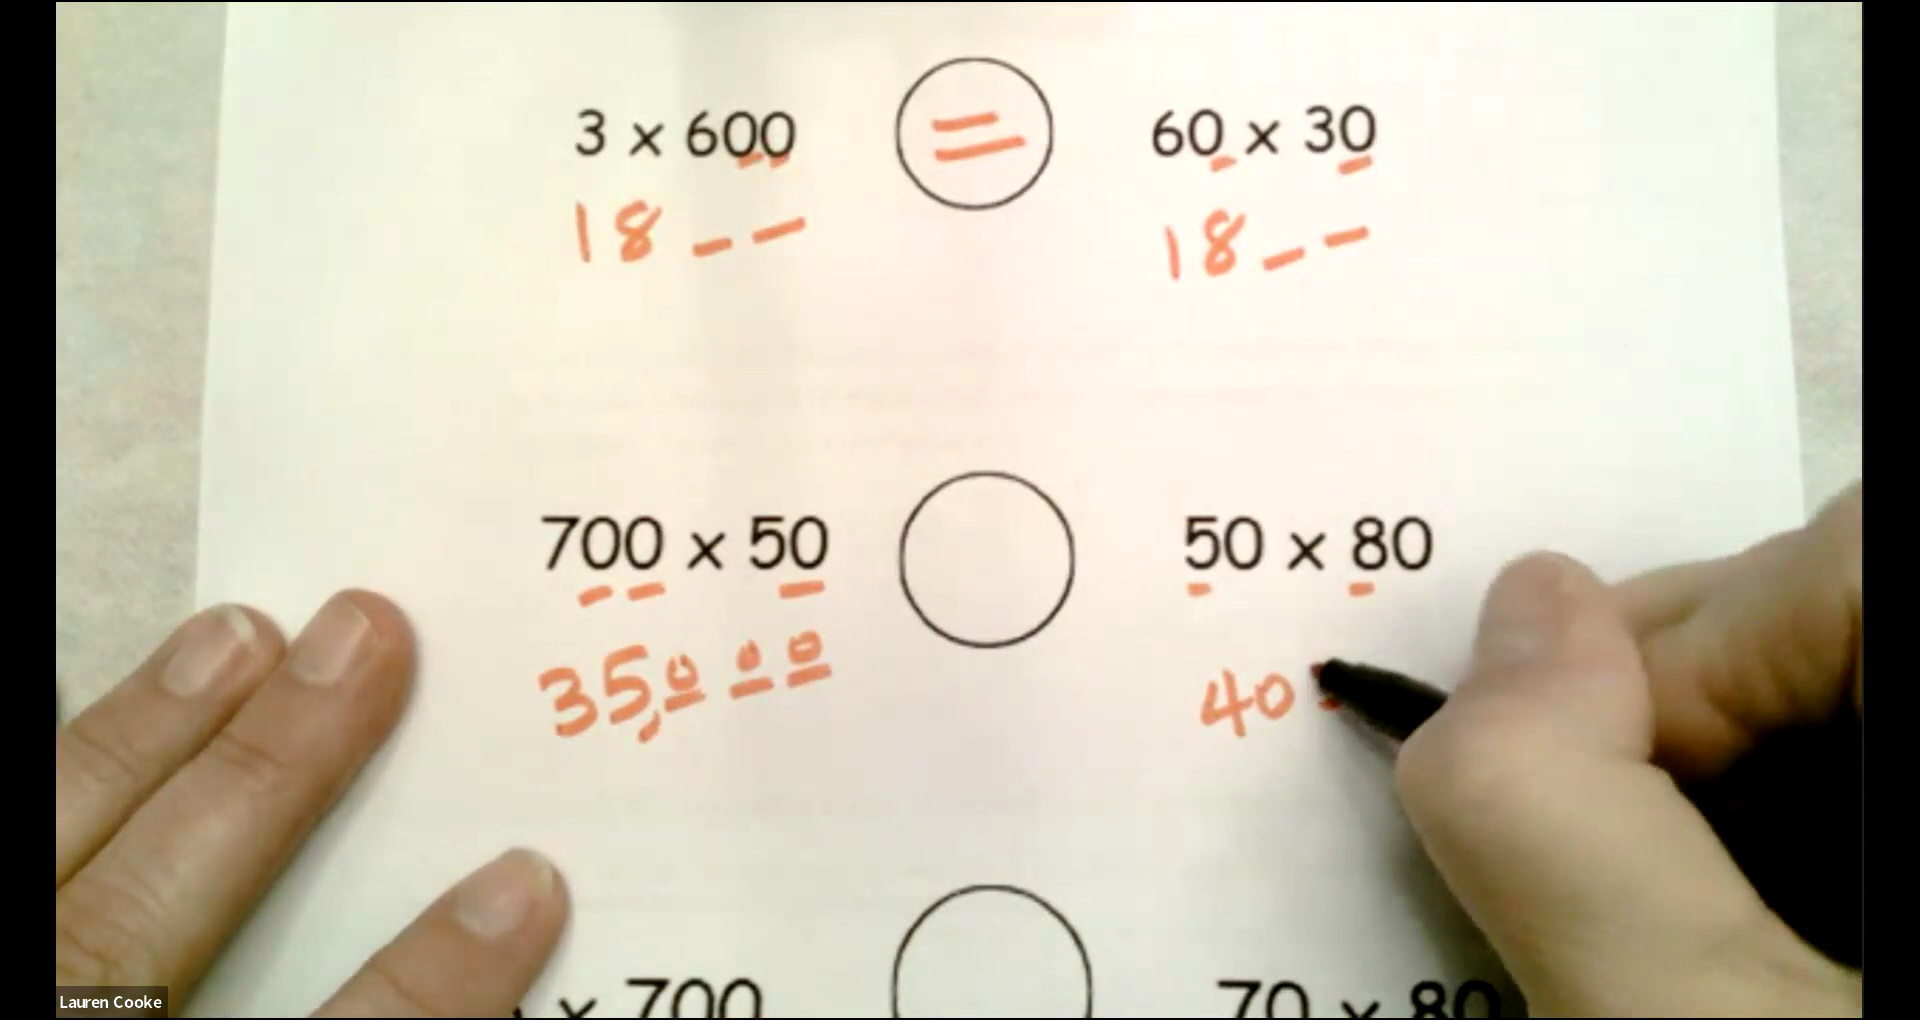 3 x 600 = 60 x 30
18 _ _ 18 _ _
700 x 50 50 x 80
35,000 40
x 700 70 x 80
Lauren Cooke